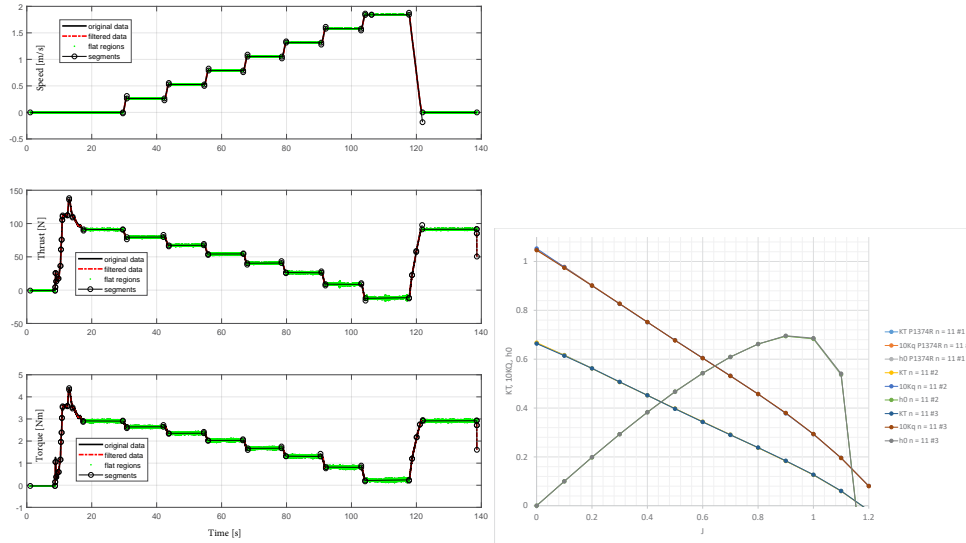 2
1.5
1
0.5
0
-0.5
Speed [m/s]
original data
filtered data
flat regions
segments
0
20
40
60
80
100
120
140
150
100
50
0
-50
Thrust [N]
original data
filtered data
flat regions
segments
0
20
40
60
80
100
120
140
5
4
3
2
1
0
-1
Torque [Nm]
original data
filtered data
flat regions
segments
0
20
40
60
80
100
120
140
Time [s]
1
0.8
0.6
0.4
0.2
0
KT, 10KQ, h0
0
0.2
0.4
0.6
0.8
1
1.2
J
KT P1374R n = 11 #1
10Kq P1374R n = 11
h0 P1374R n = 11 #1
KT n = 11 #2
10Kq n = 11 #2
h0 n = 11 #2
KT n = 11 #3
10Kq n = 11 #3
h0 n = 11 #3